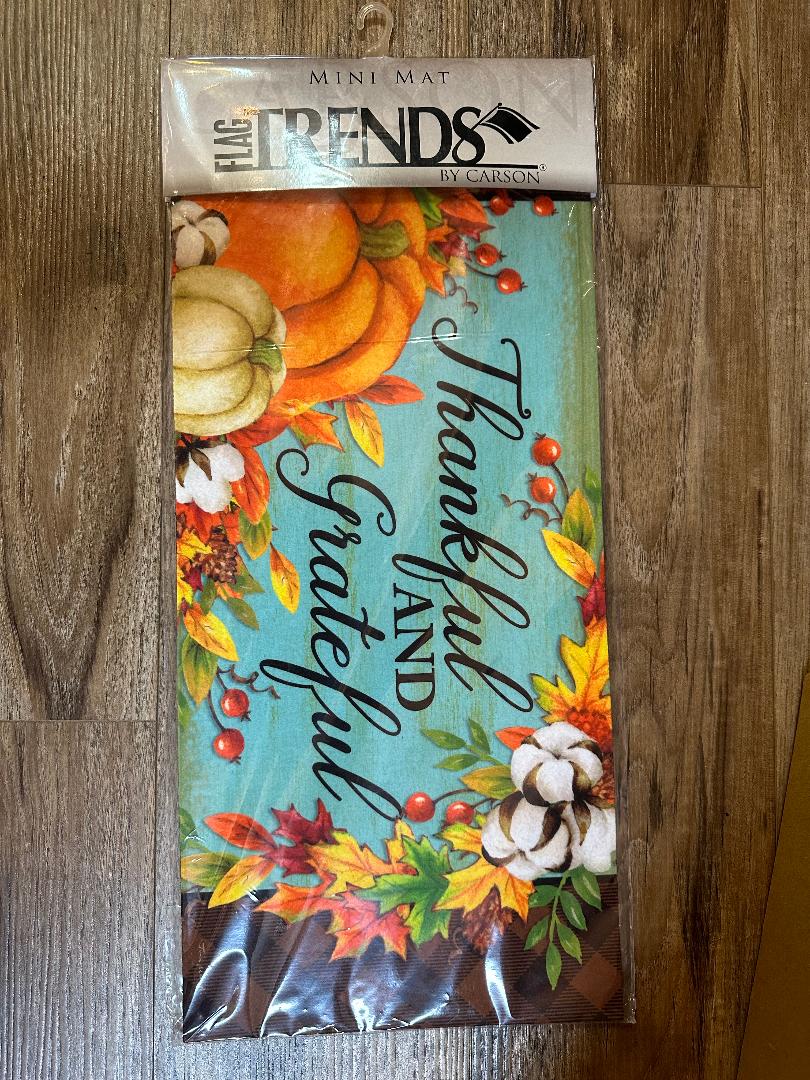 MINI MAT
FLAG TRENDS
BY CARSON
Thankful
AND
Grateful